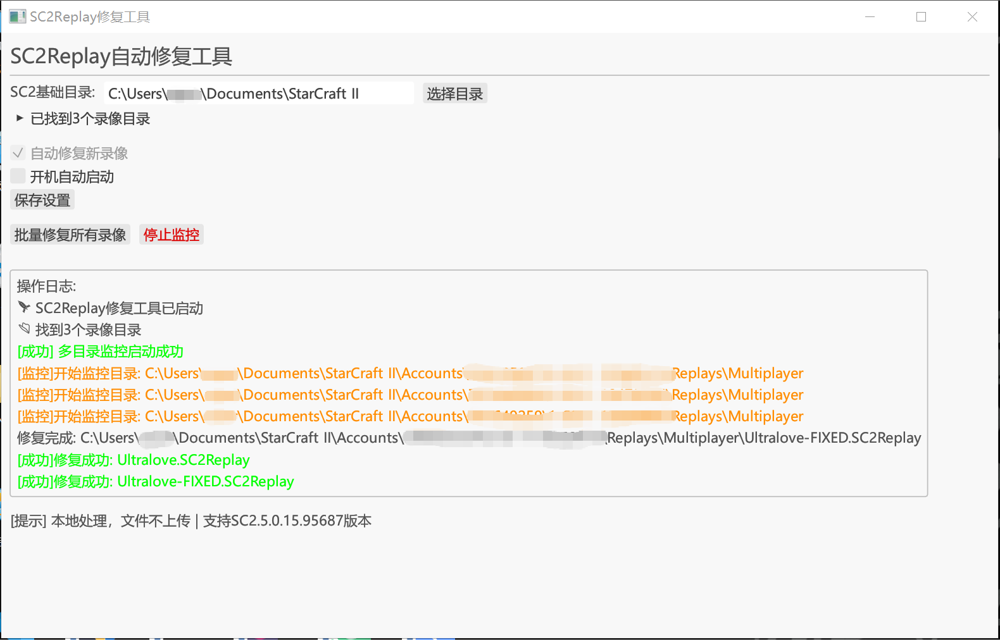 SC2Replay修复工具
SC2Replay自动修复工具
SC2基础目录: C:\Users\ \Documents\StarCraft II 选择目录
已找到3个录像目录
自动修复新录像
开机自动启动
保存设置
批量修复所有录像 停止监控
操作日志:
SC2Replay修复工具已启动
找到3个录像目录
[成功] 多目录监控启动成功
[监控]开始监控目录: C:\Users\ \Documents\StarCraft II\Accounts\ Replays\Multiplayer
[监控]开始监控目录: C:\Users\ \Documents\StarCraft II\Accounts\ Replays\Multiplayer
[监控]开始监控目录: C:\Users\ \Documents\StarCraft II\Accounts\ Replays\Multiplayer
修复完成: C:\Users\ \Documents\StarCraft II\Accounts\ \Replays\Multiplayer\Ultralove-FIXED.SC2Replay
[成功]修复成功: Ultralove.SC2Replay
[成功]修复成功: Ultralove-FIXED.SC2Replay
[提示] 本地处理，文件不上传 | 支持SC2.5.0.15.95687版本